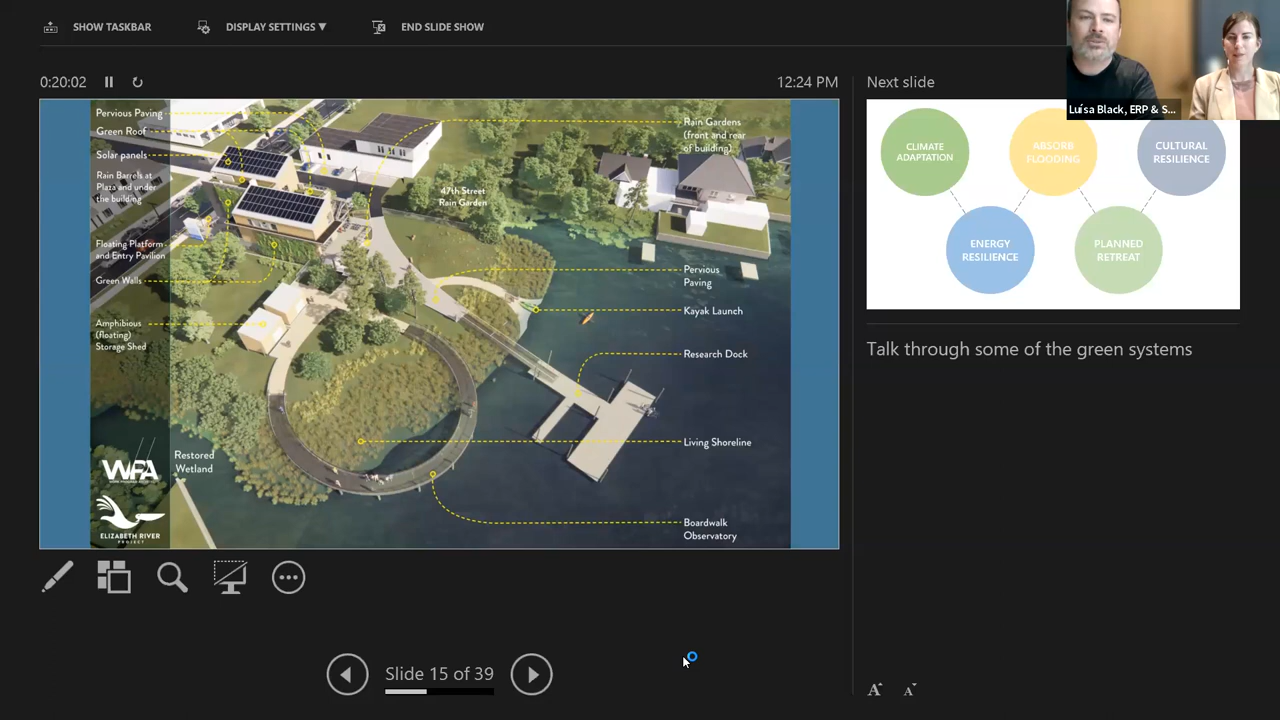 SHOW TASKBAR
DISPLAY SETTINGS ▼
END SLIDE SHOW
0:20:02
12:24 PM
Pervious Paving
Green Roof
Solar panels
Rain Barrels at
Plaza and under
the building
Floating Platform
and Entry Pavilion
Green Walls
Amphibious
(floating)
Storage Shed
47th Street
Rain Garden
Rain Gardens
(front and rear
of building)
Pervious
Paving
Kayak Launch
Research Dock
Living Shoreline
Boardwalk
Observatory
Restored
Wetland
WPA
ELIZABETH RIVER
PROJECT
Slide 15 of 39
Next slide
Luísa Black, ERP & S...
CLIMATE
ADAPTATION
ABSORB
FLOODING
CULTURAL
RESILIENCE
ENERGY
RESILIENCE
PLANNED
RETREAT
Talk through some of the green systems
A
A